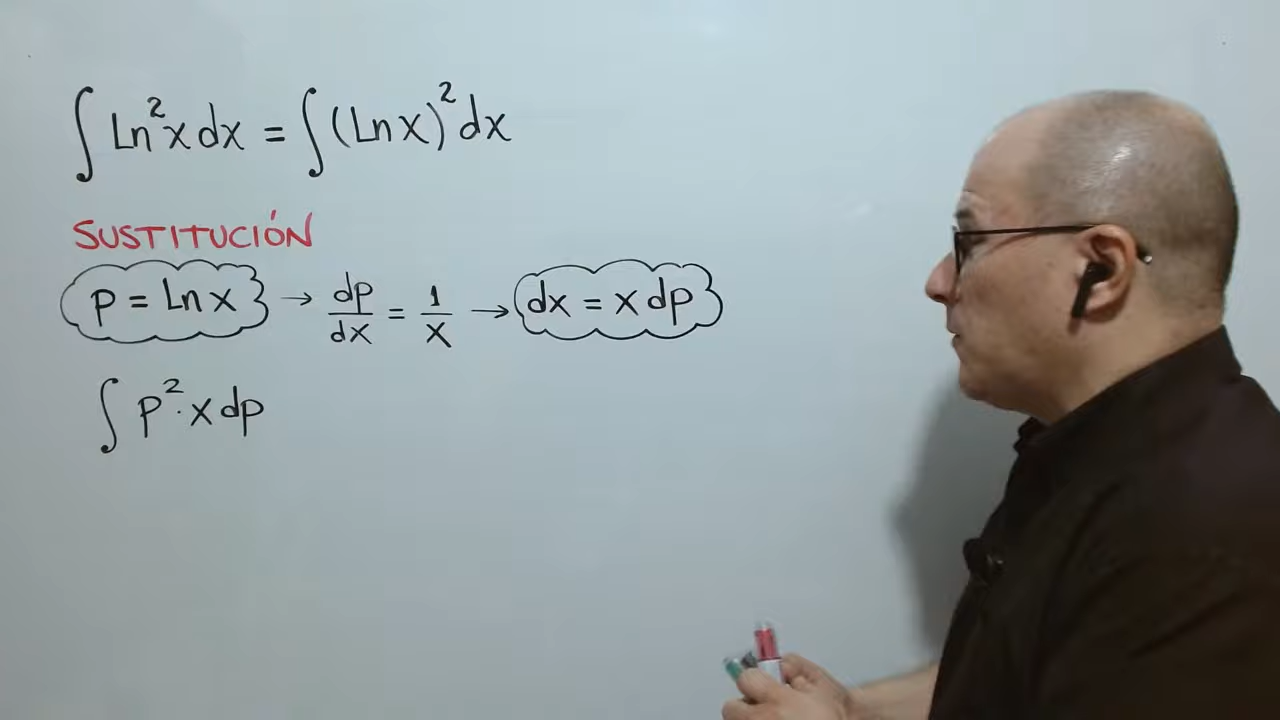 ∫ Ln²x dx = ∫ (Ln x)² dx
SUSTITUCIÓN
p = Ln x → dp/dx = 1/x → dx = x dp
∫ p² · x dp